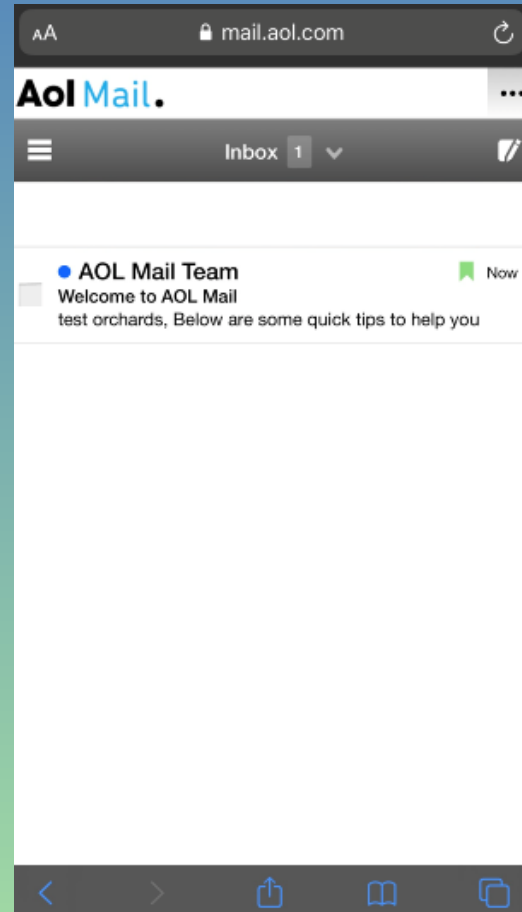 AA mail.aol.com
Aol Mail.
Inbox 1
AOL Mail Team Now
Welcome to AOL Mail
test orchards, Below are some quick tips to help you